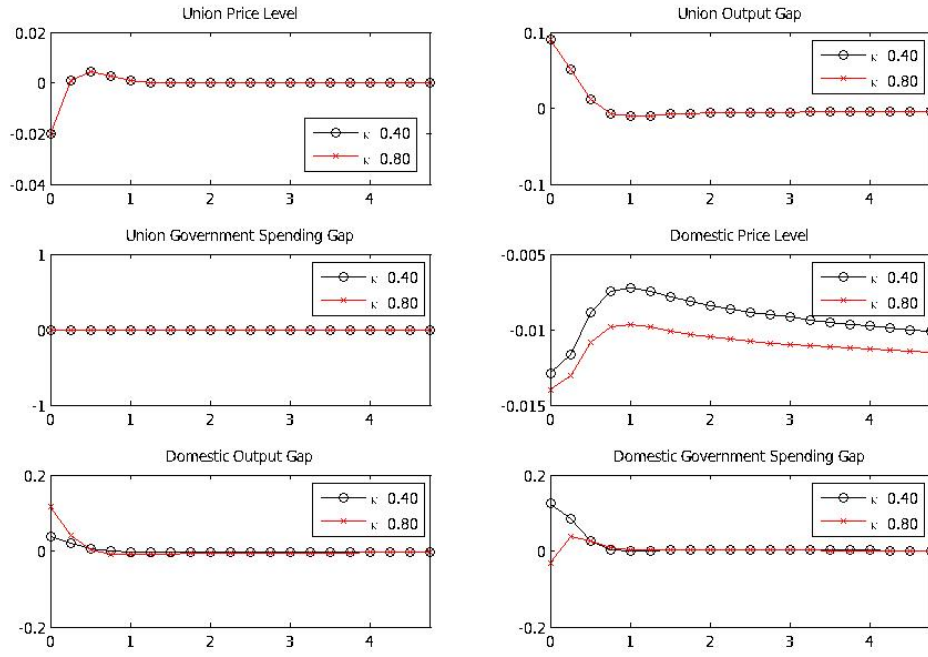 Union Price Level
0.02
0
-0.02
-0.04
0 1 2 3 4
κ 0.40
κ 0.80
Union Output Gap
0.1
0
-0.1
0 1 2 3 4
κ 0.40
κ 0.80
Union Government Spending Gap
1
0
-1
0 1 2 3 4
κ 0.40
κ 0.80
Domestic Price Level
-0.005
-0.01
-0.015
0 1 2 3 4
κ 0.40
κ 0.80
Domestic Output Gap
0.2
0
-0.2
0 1 2 3 4
κ 0.40
κ 0.80
Domestic Government Spending Gap
0.2
0
-0.2
0 1 2 3 4
κ 0.40
κ 0.80